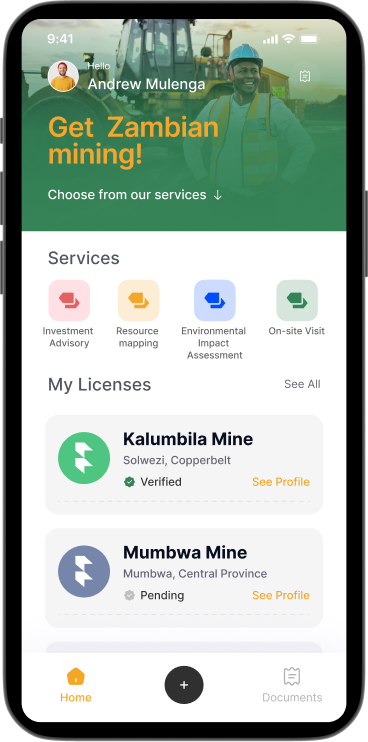 9:41
Hello
Andrew Mulenga
Get Zambian
mining!
Choose from our services ↓
Services
Investment
Advisory
Resource
mapping
Environmental
Impact
Assessment
On-site Visit
My Licenses
See All
Kalumbila Mine
Solwezi, Copperbelt
Verified
See Profile
Mumbwa Mine
Mumbwa, Central Province
Pending
See Profile
Home
+
Documents